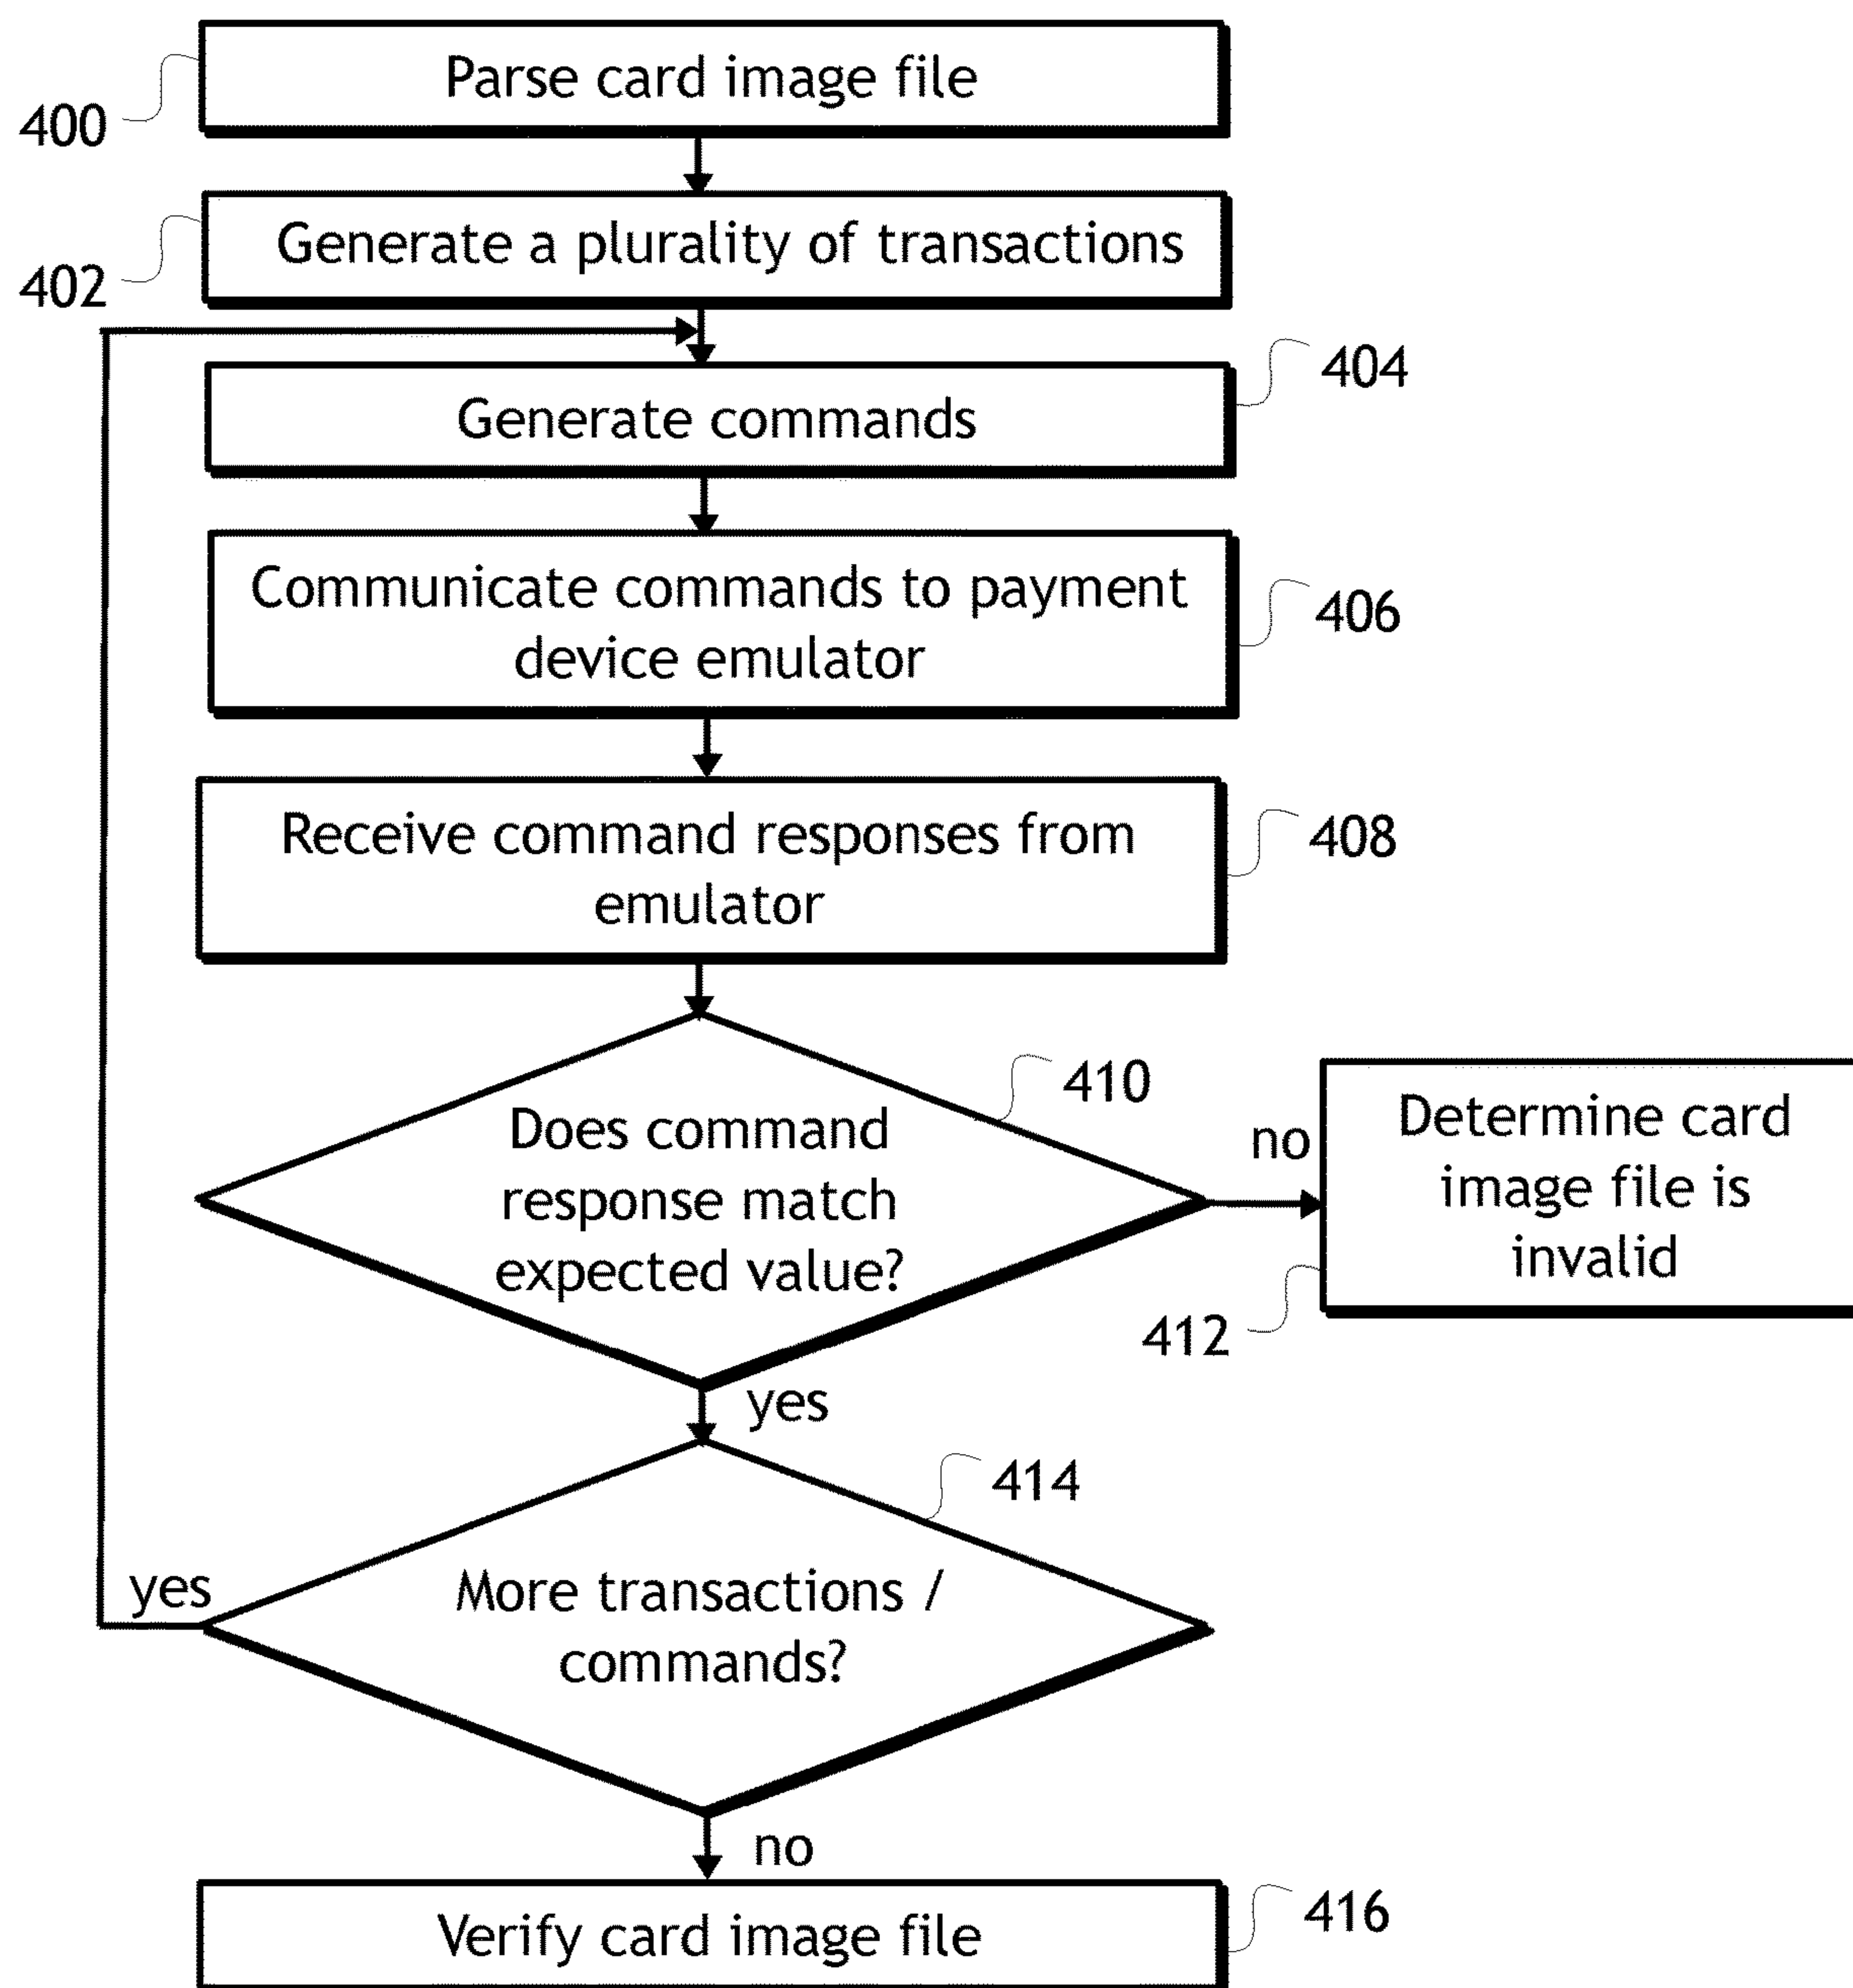 Parse card image file
400
Generate a plurality of transactions
402
404
Generate commands
Communicate commands to payment
device emulator
406
Receive command responses from
emulator
408
410
Does command
response match
expected value?
no
Determine card
image file is
invalid
412
yes
414
More transactions /
commands?
yes
no
Verify card image file
416